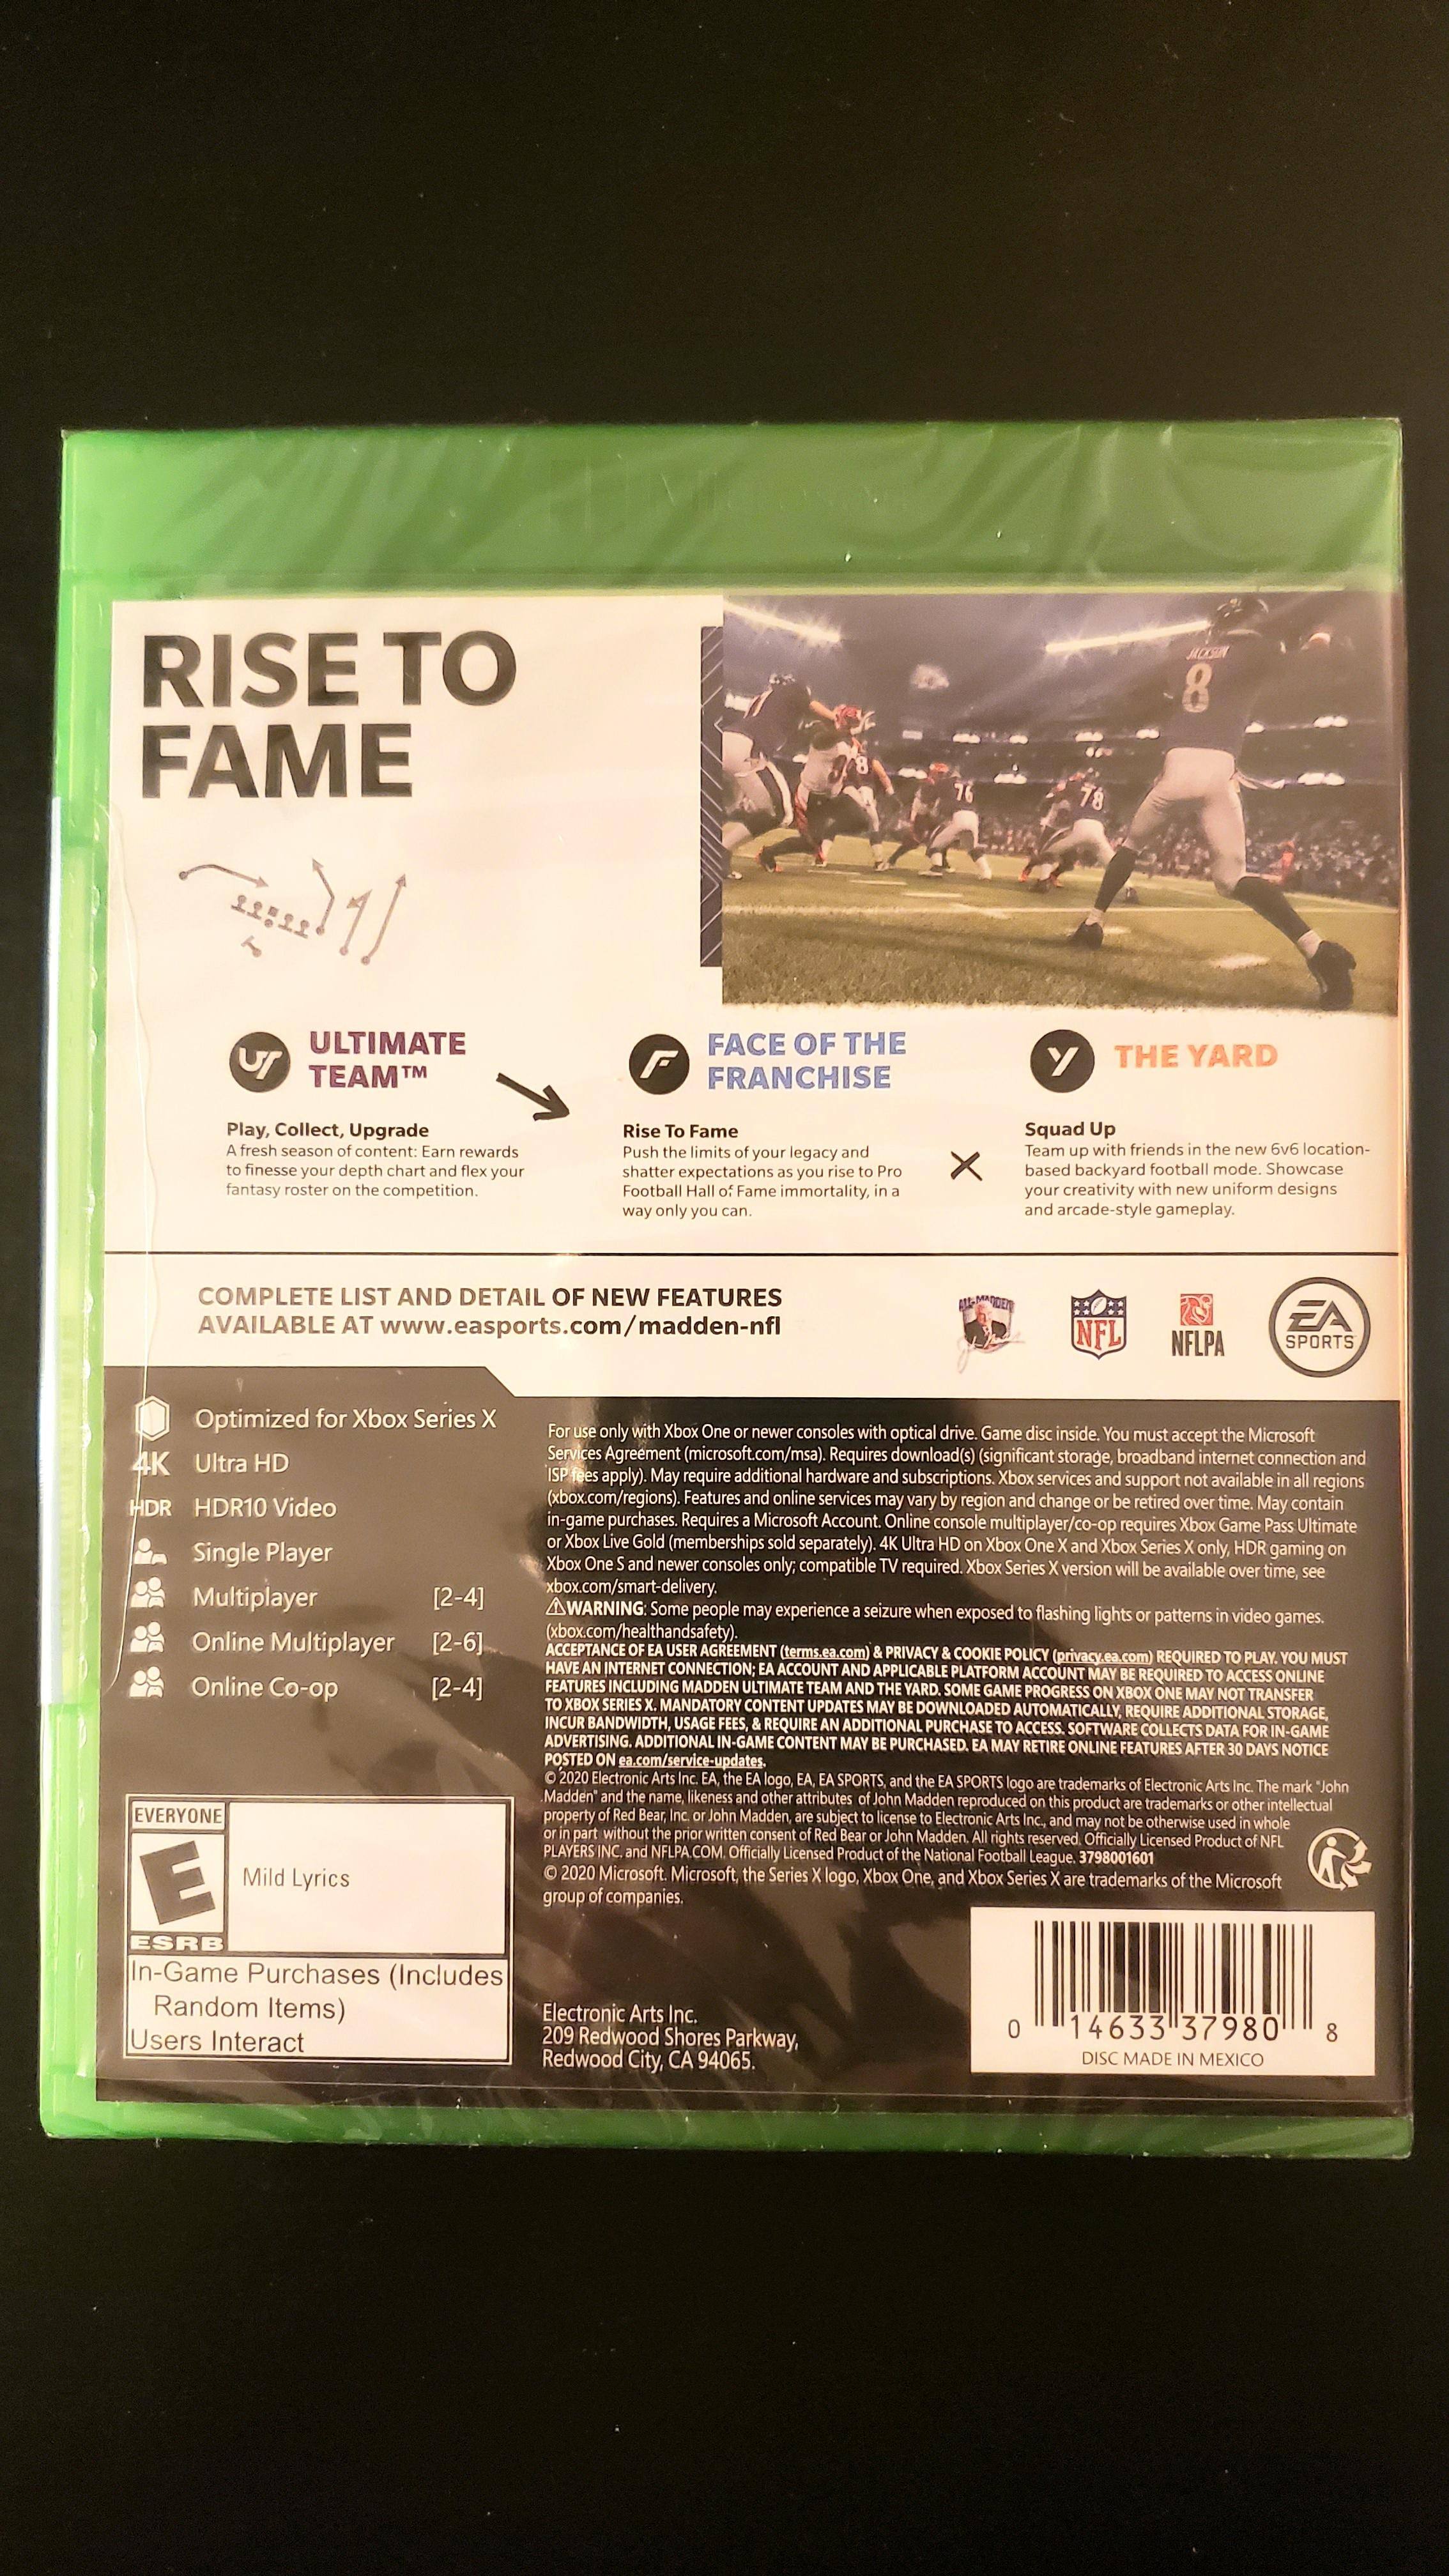 RISE TO
FAME
JACKSON
8
76
78
UT
ULTIMATE
TEAM™
Play, Collect, Upgrade
A fresh season of content: Earn rewards
to finesse your depth chart and flex your
fantasy roster on the competition.
F
FACE OF THE
FRANCHISE
Rise To Fame
Push the limits of your legacy and
shatter expectations as you rise to Pro
Football Hall of Fame immortality, in a
way only you can.
Y
THE YARD
Squad Up
Team up with friends in the new 6v6 location-
based backyard football mode. Showcase
your creativity with new uniform designs
and arcade-style gameplay.
COMPLETE LIST AND DETAIL OF NEW FEATURES
AVAILABLE AT www.easports.com/madden-nfl
ALL-MADDEN
NFL
NFLPA
EA
SPORTS
Optimized for Xbox Series X
4K Ultra HD
HDR HDR10 Video
Single Player
Multiplayer [2-4]
Online Multiplayer [2-6]
Online Co-op [2-4]
For use only with Xbox One or newer consoles with optical drive. Game disc inside. You must accept the Microsoft
Services Agreement (microsoft.com/msa). Requires download(s) (significant storage, broadband internet connection and
ISP fees apply). May require additional hardware and subscriptions. Xbox services and support not available in all regions
(xbox.com/regions). Features and online services may vary by region and change or be retired over time. May contain
in-game purchases. Requires a Microsoft Account. Online console multiplayer/co-op requires Xbox Game Pass Ultimate
or Xbox Live Gold (memberships sold separately). 4K Ultra HD on Xbox One X and Xbox Series X only, HDR gaming on
Xbox One S and newer consoles only; compatible TV required. Xbox Series X version will be available over time, see
xbox.com/smart-delivery.
⚠WARNING: Some people may experience a seizure when exposed to flashing lights or patterns in video games.
(xbox.com/healthandsafety).
ACCEPTANCE OF EA USER AGREEMENT (terms.ea.com) & PRIVACY & COOKIE POLICY (privacy.ea.com) REQUIRED TO PLAY. YOU MUST
HAVE AN INTERNET CONNECTION; EA ACCOUNT AND APPLICABLE PLATFORM ACCOUNT MAY BE REQUIRED TO ACCESS ONLINE
FEATURES INCLUDING MADDEN ULTIMATE TEAM AND THE YARD. SOME GAME PROGRESS ON XBOX ONE MAY NOT TRANSFER
TO XBOX SERIES X. MANDATORY CONTENT UPDATES MAY BE DOWNLOADED AUTOMATICALLY, REQUIRE ADDITIONAL STORAGE,
INCUR BANDWIDTH, USAGE FEES, & REQUIRE AN ADDITIONAL PURCHASE TO ACCESS. SOFTWARE COLLECTS DATA FOR IN-GAME
ADVERTISING. ADDITIONAL IN-GAME CONTENT MAY BE PURCHASED. EA MAY RETIRE ONLINE FEATURES AFTER 30 DAYS NOTICE
POSTED ON ea.com/service-updates.
© 2020 Electronic Arts Inc. EA, the EA logo, EA, EA SPORTS, and the EA SPORTS logo are trademarks of Electronic Arts Inc. The mark "John
Madden" and the name, likeness and other attributes of John Madden reproduced on this product are trademarks or other intellectual
property of Red Bear, Inc. or John Madden, are subject to license to Electronic Arts Inc., and may not be otherwise used in whole
or in part without the prior written consent of Red Bear or John Madden. All rights reserved. Officially Licensed Product of NFL
PLAYERS INC. and NFLPA.COM. Officially Licensed Product of the National Football League. 3798001601
© 2020 Microsoft. Microsoft, the Series X logo, Xbox One, and Xbox Series X are trademarks of the Microsoft
group of companies.
EVERYONE
E
ESRB
Mild Lyrics
In-Game Purchases (Includes
Random Items)
Users Interact
Electronic Arts Inc.
209 Redwood Shores Parkway,
Redwood City, CA 94065.
0 14633 37980 8
DISC MADE IN MEXICO